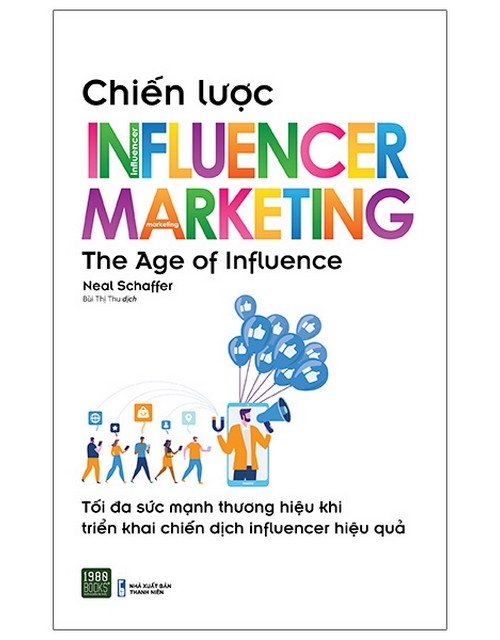 Chiến lược
INFLUENCER
influencer
MARKETING
marketing
The Age of Influence
Neal Schaffer
Bùi Thị Thu dịch
Tối đa sức mạnh thương hiệu khi
triển khai chiến dịch influencer hiệu quả
1980
BOOKS
NHÀ XUẤT BẢN
THANH NIÊN